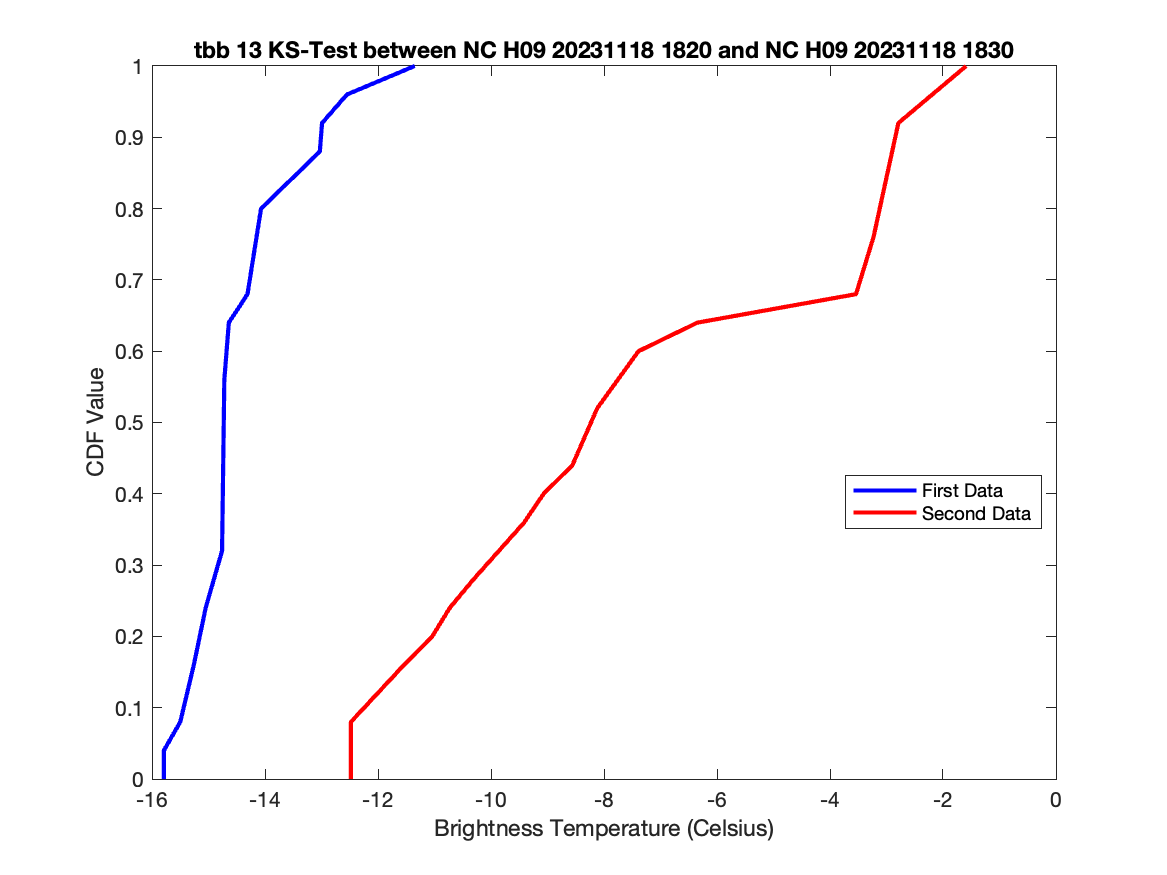 tbb 13 KS-Test between NC H09 20231118 1820 and NC H09 20231118 1830
1
0.9
0.8
0.7
0.6
0.5
0.4
0.3
0.2
0.1
0
CDF Value
First Data
Second Data
-16 -14 -12 -10 -8 -6 -4 -2 0
Brightness Temperature (Celsius)